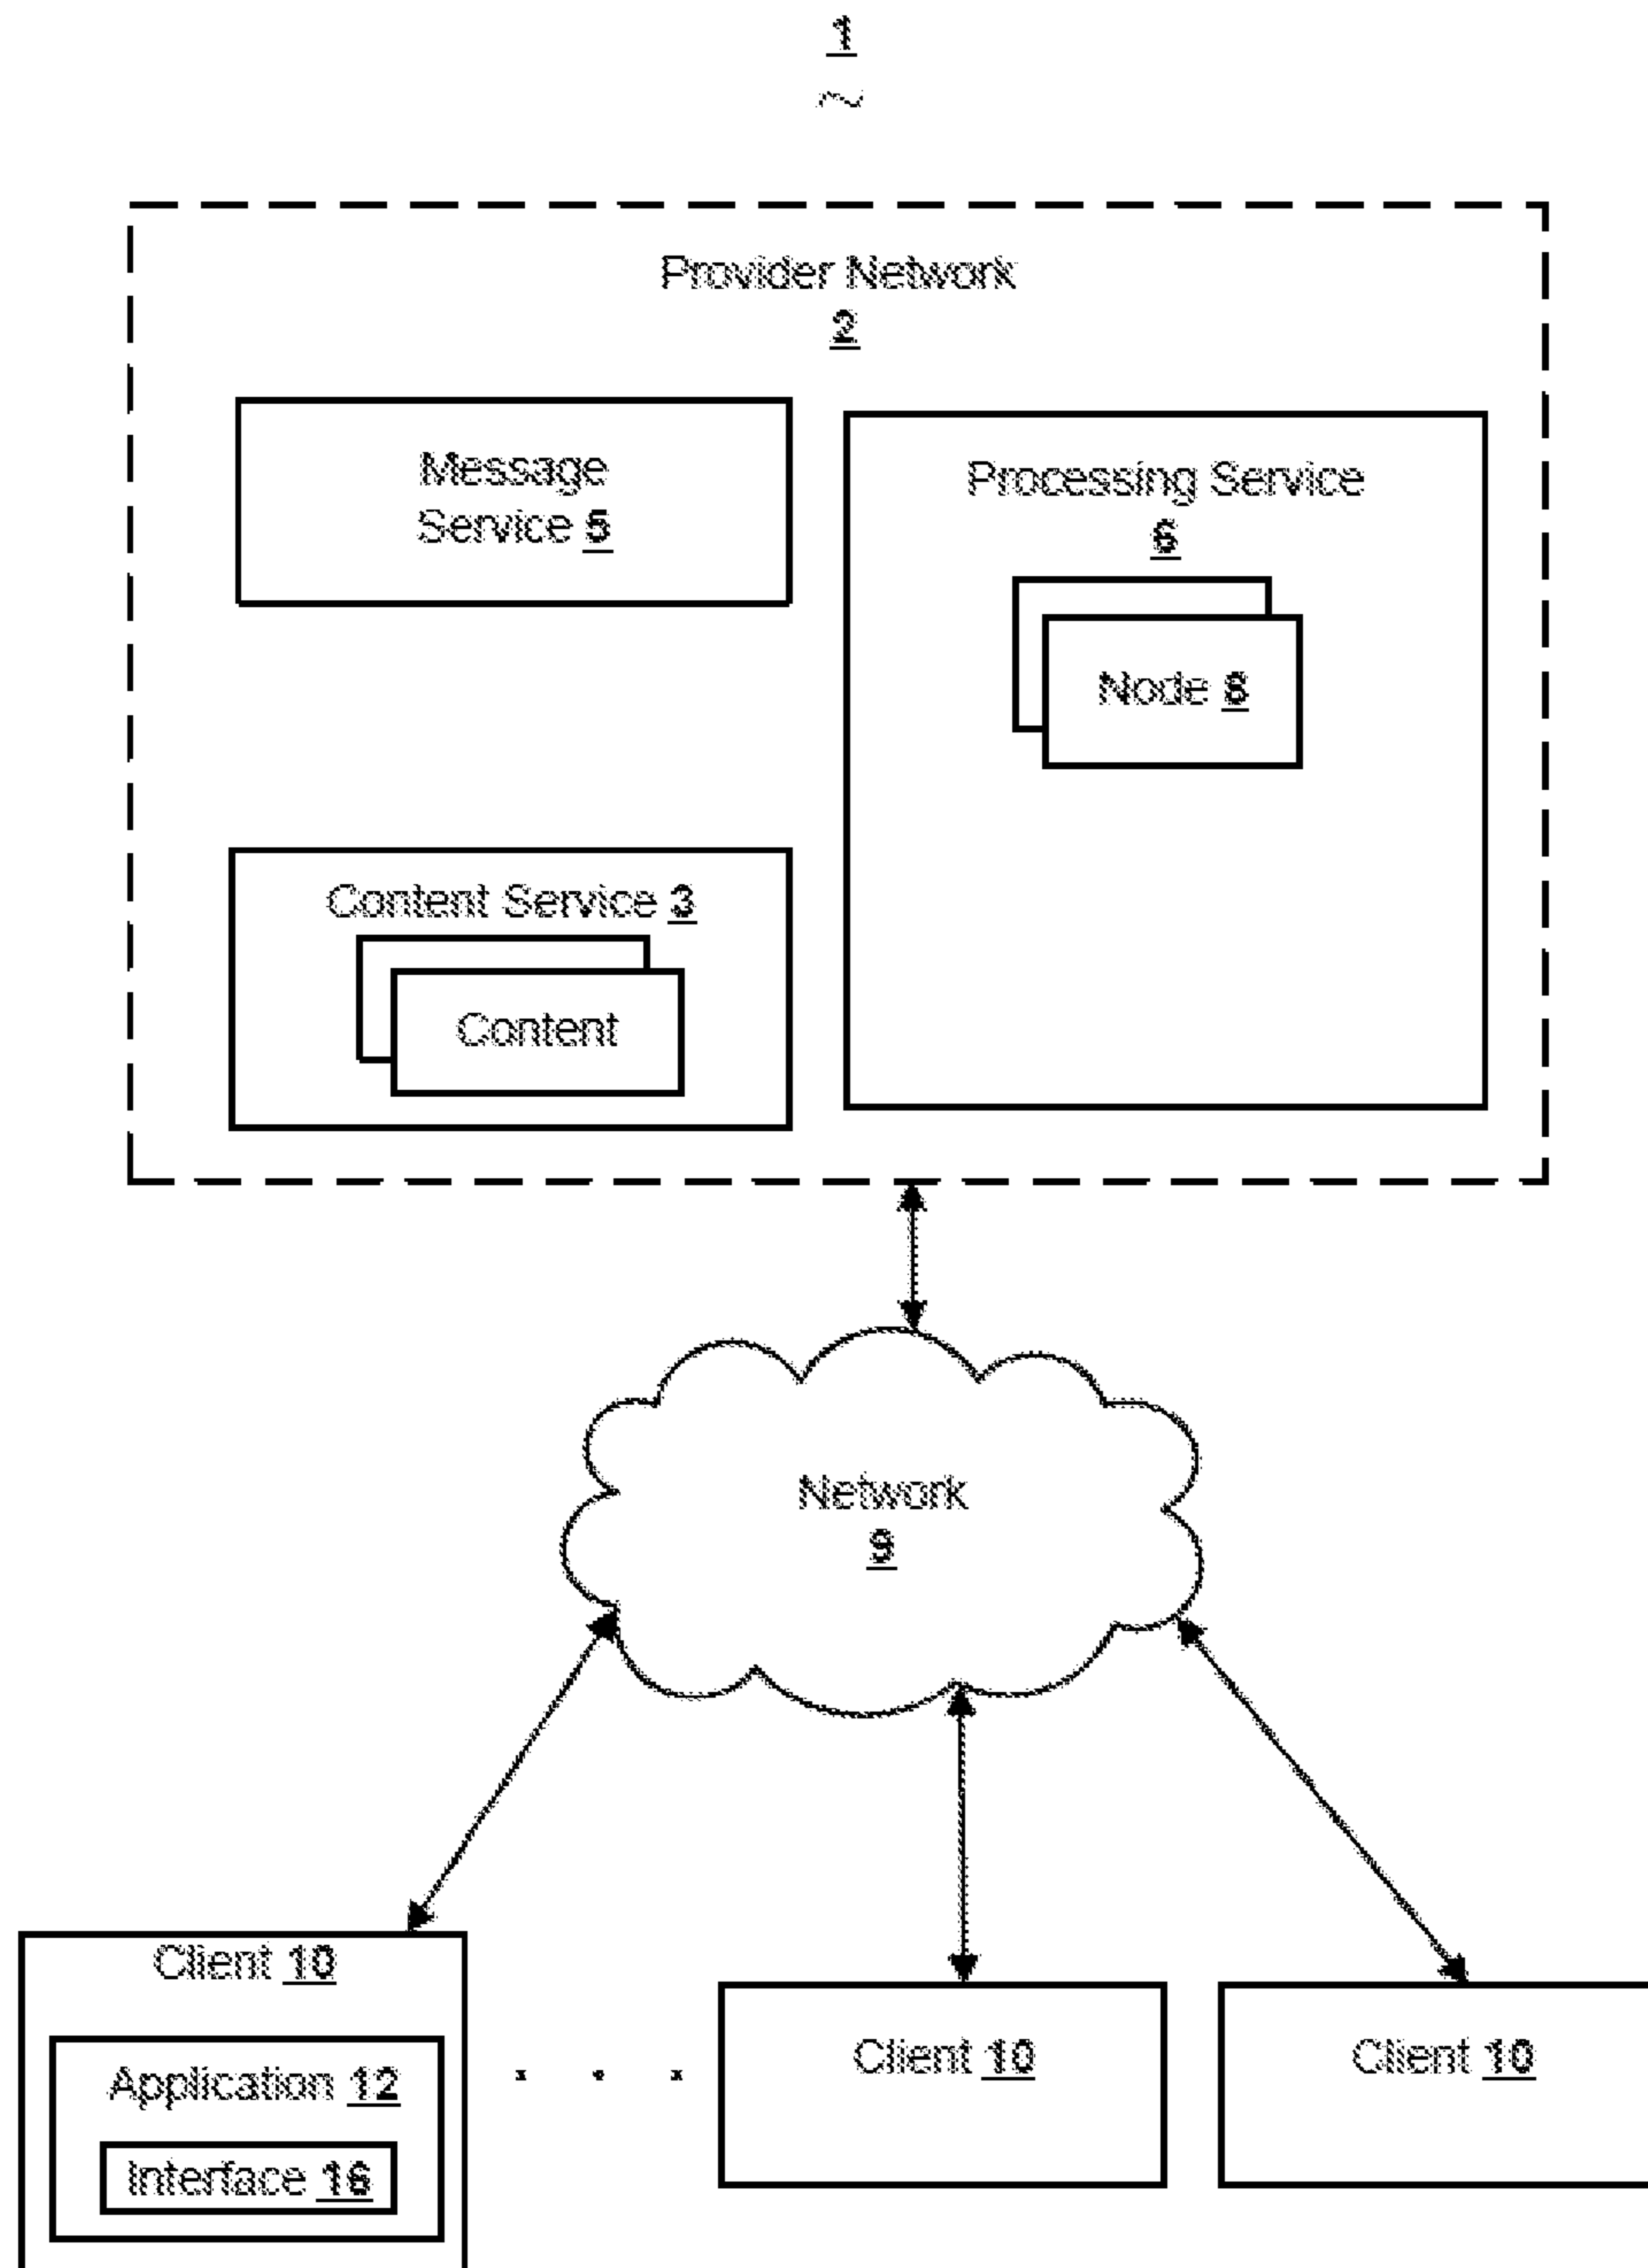 1
~
Provider Network
2
Message
Service 5
Processing Service
6
Node 8
Content Service 3
Content
Network
9
Client 10
Application 12
Interface 16
. . .
Client 10
Client 10